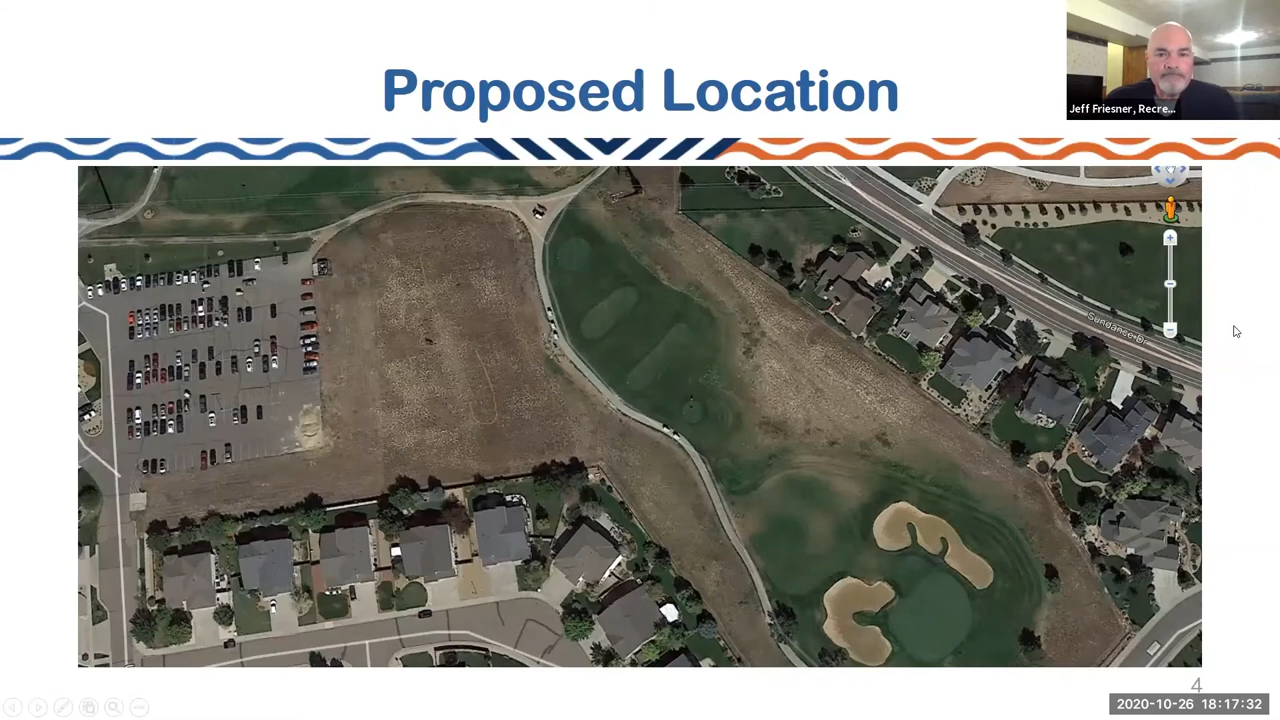 Proposed Location
Jeff Friesner, Recre...
Sundance Dr
4
2020-10-26 18:17:32